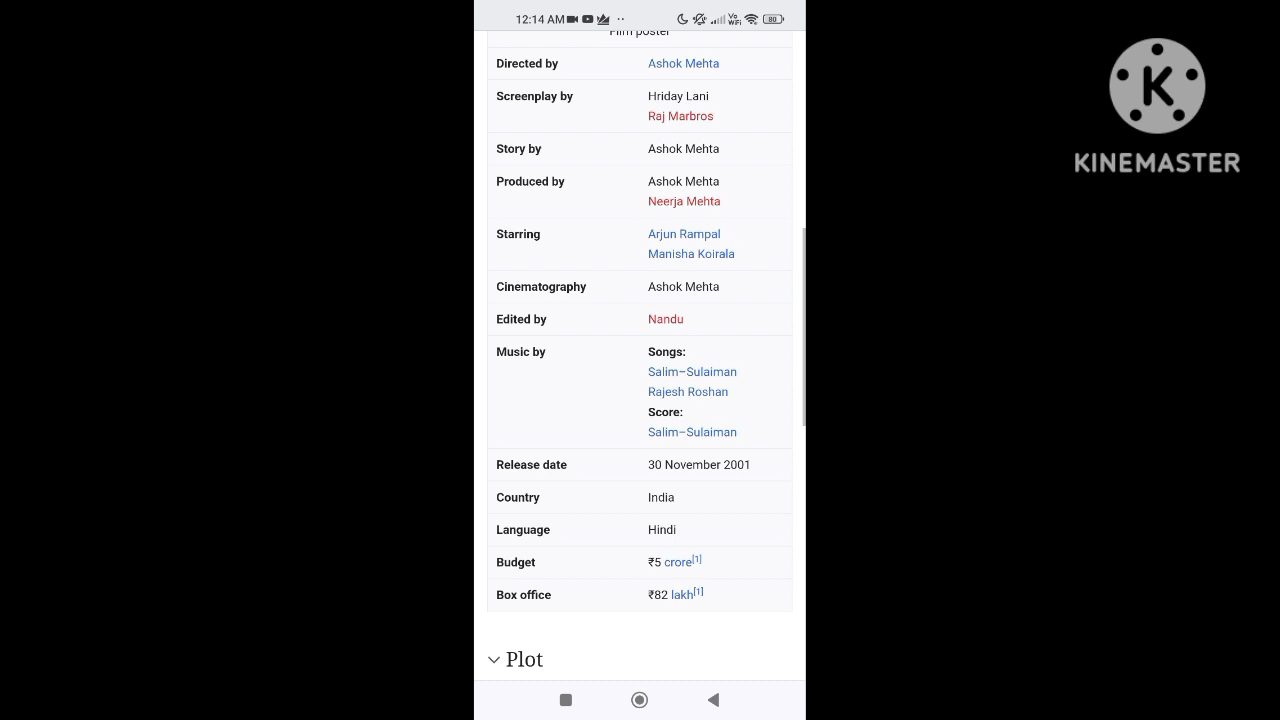 12:14 AM
Vo
WiFi
80
Film poster
Directed by Ashok Mehta
Screenplay by Hriday Lani
Raj Marbros
Story by Ashok Mehta
Produced by Ashok Mehta
Neerja Mehta
Starring Arjun Rampal
Manisha Koirala
Cinematography Ashok Mehta
Edited by Nandu
Music by Songs:
Salim–Sulaiman
Rajesh Roshan
Score:
Salim–Sulaiman
Release date 30 November 2001
Country India
Language Hindi
Budget ₹5 crore[1]
Box office ₹82 lakh[1]
Plot
K
KINEMASTER